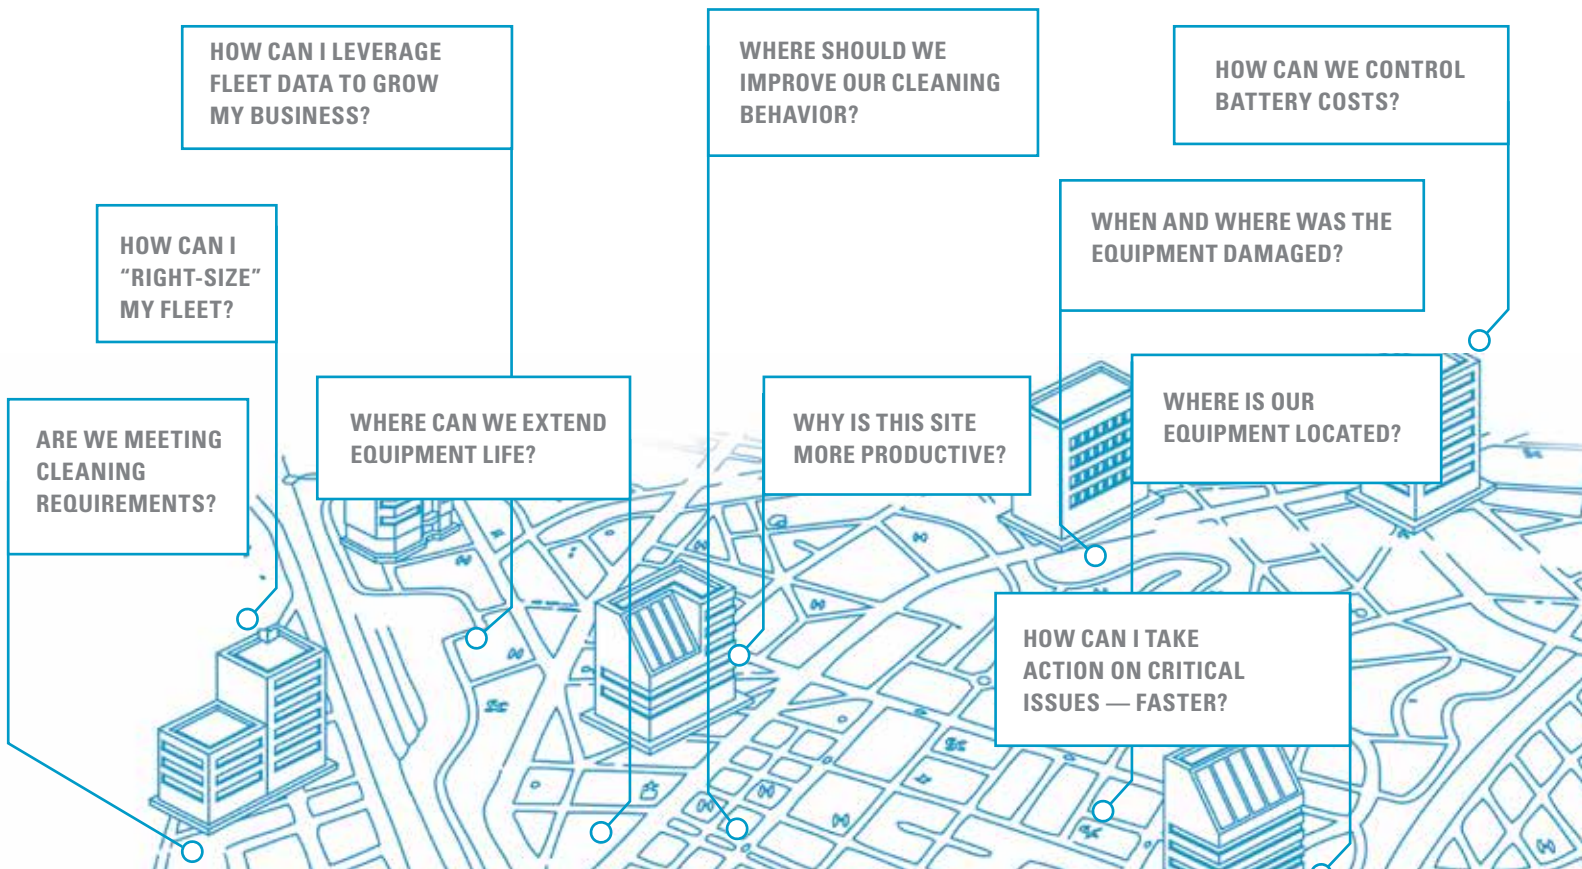 HOW CAN I LEVERAGE
FLEET DATA TO GROW
MY BUSINESS?
WHERE SHOULD WE
IMPROVE OUR CLEANING
BEHAVIOR?
HOW CAN WE CONTROL
BATTERY COSTS?
HOW CAN I
“RIGHT-SIZE”
MY FLEET?
WHEN AND WHERE WAS THE
EQUIPMENT DAMAGED?
ARE WE MEETING
CLEANING
REQUIREMENTS?
WHERE CAN WE EXTEND
EQUIPMENT LIFE?
WHY IS THIS SITE
MORE PRODUCTIVE?
WHERE IS OUR
EQUIPMENT LOCATED?
HOW CAN I TAKE
ACTION ON CRITICAL
ISSUES — FASTER?